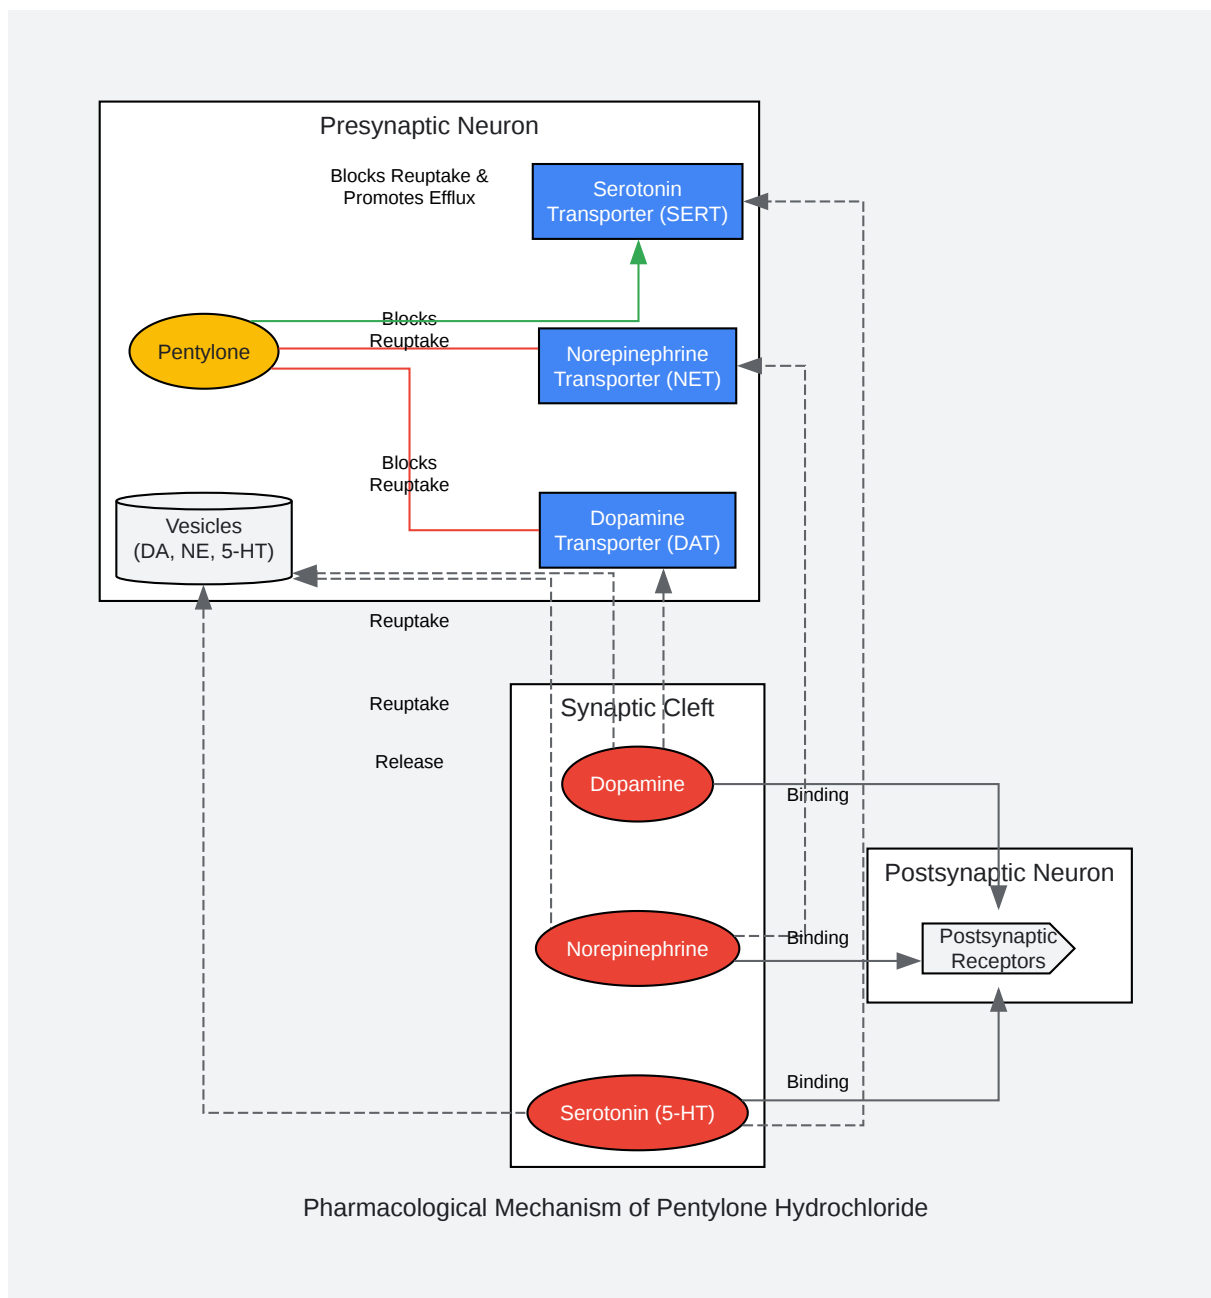 Presynaptic Neuron
Blocks Reuptake &
Promotes Efflux
Serotonin
Transporter (SERT)
Blocks
Reuptake
Pentylone
Norepinephrine
Transporter (NET)
Blocks
Reuptake
Vesicles
(DA, NE, 5-HT)
Dopamine
Transporter (DAT)
Reuptake
Reuptake
Release
Synaptic Cleft
Dopamine
Binding
Postsynaptic Neuron
Norepinephrine
Binding
Postsynaptic
Receptors
Binding
Serotonin (5-HT)
Pharmacological Mechanism of Pentylone Hydrochloride